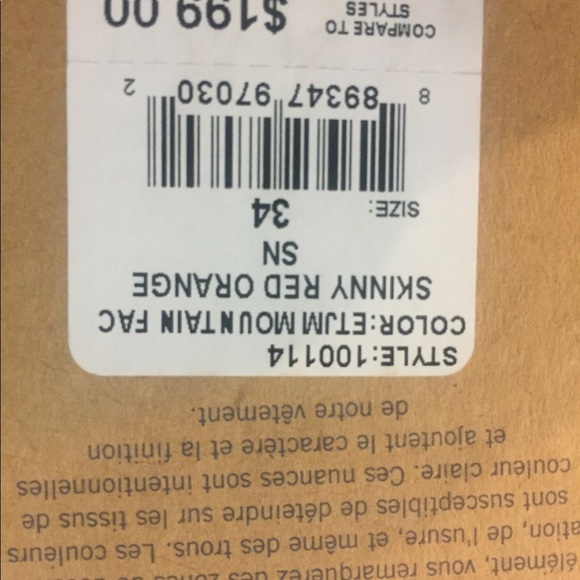 élément, vous remarquerez des zones
ation, de l'usure, et même des trous. Les couleurs
sont susceptibles de déteindre sur les tissus de
couleur claire. Ces nuances sont intentionnelles
et ajoutent le caractère et la finition
de notre vêtement.
STYLE:100114
COLOR:ETJM MOUNTAIN FAC
SKINNY RED ORANGE
SN
SIZE: 34
8 89347 97030 2
COMPARE TO STYLES $199.00